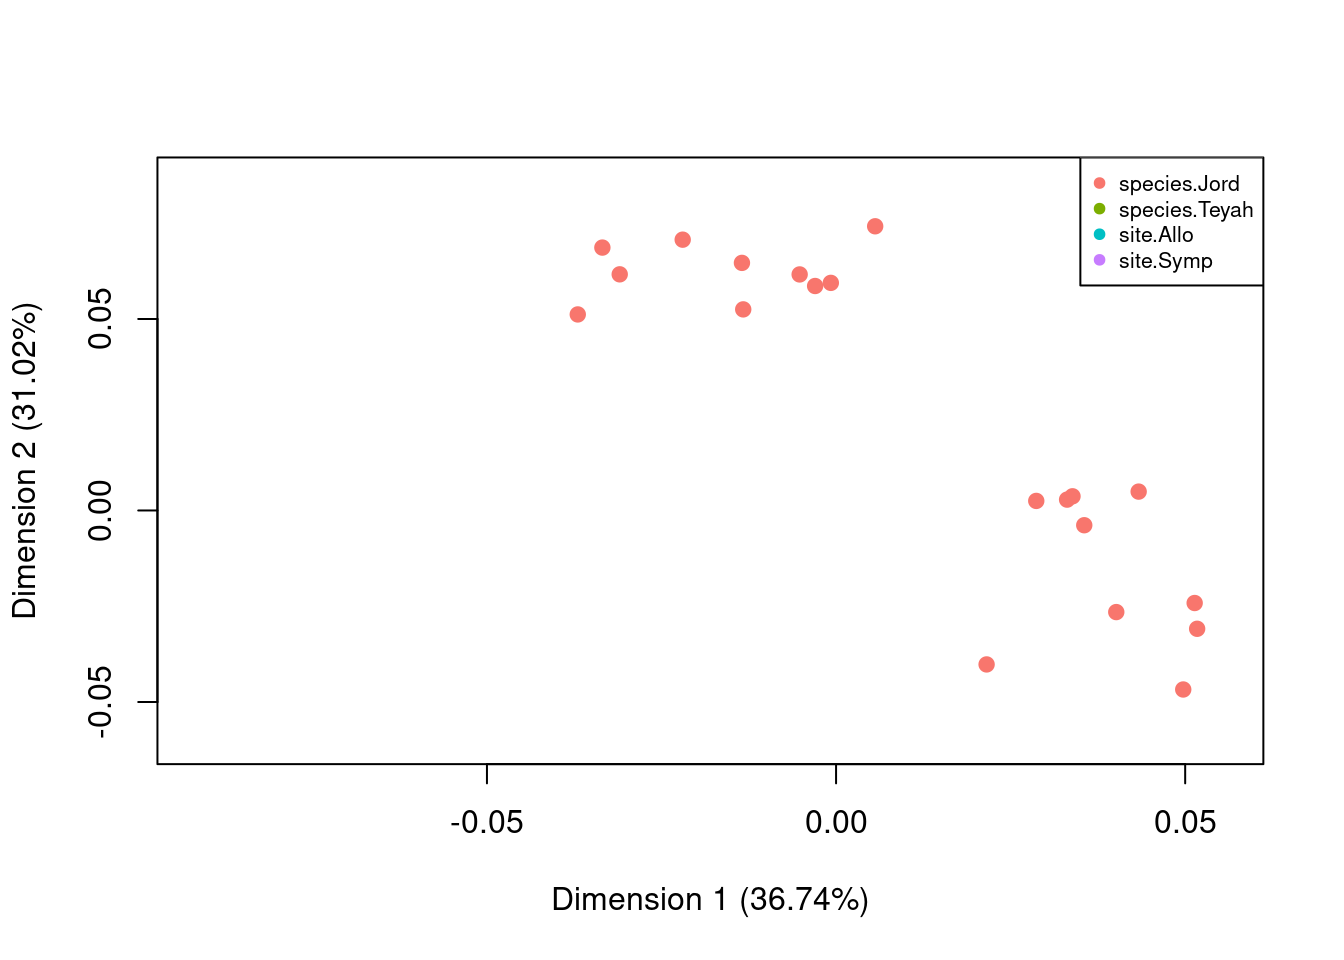 species.Jord
species.Teyah
site.Allo
site.Symp
0.05
0.00
-0.05
Dimension 2 (31.02%)
-0.05
0.00
0.05
Dimension 1 (36.74%)